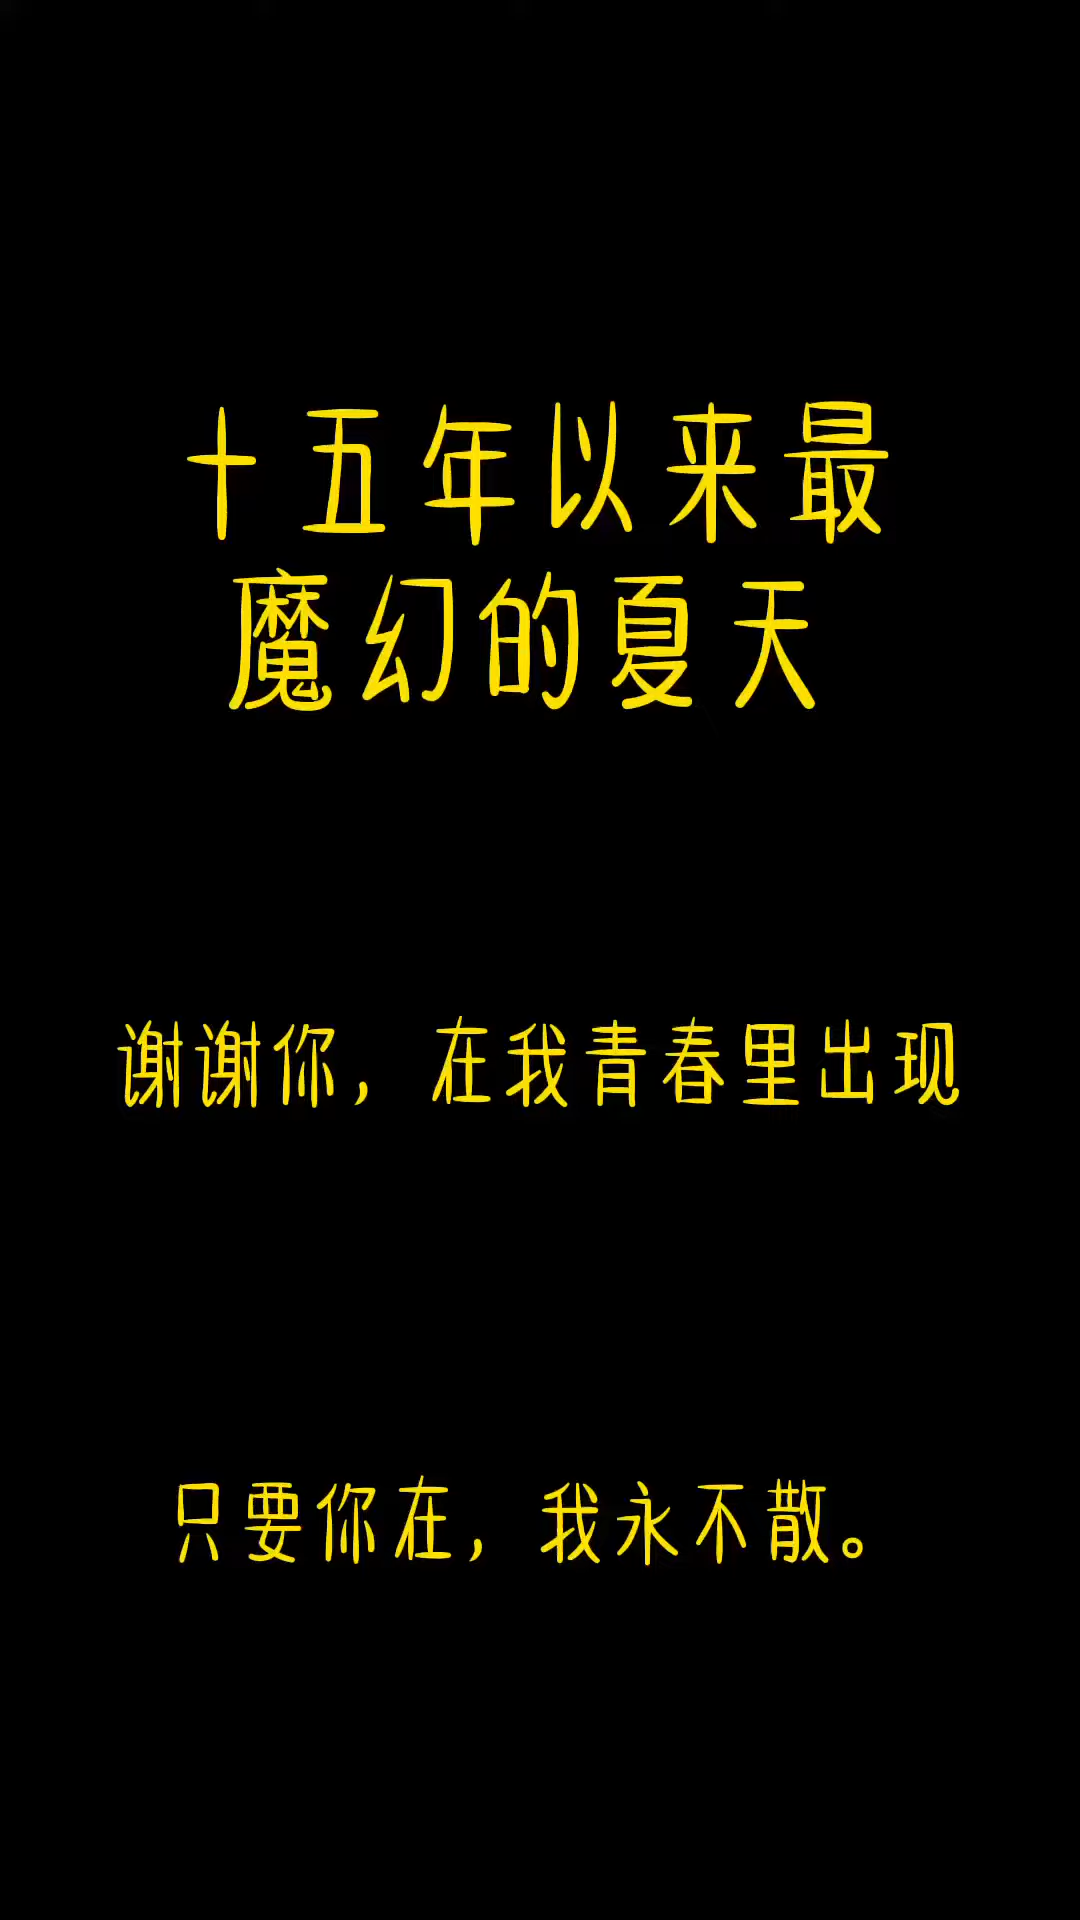 十五年以来最
魔幻的夏天
谢谢你，在我青春里出现
只要你在，我永不散。